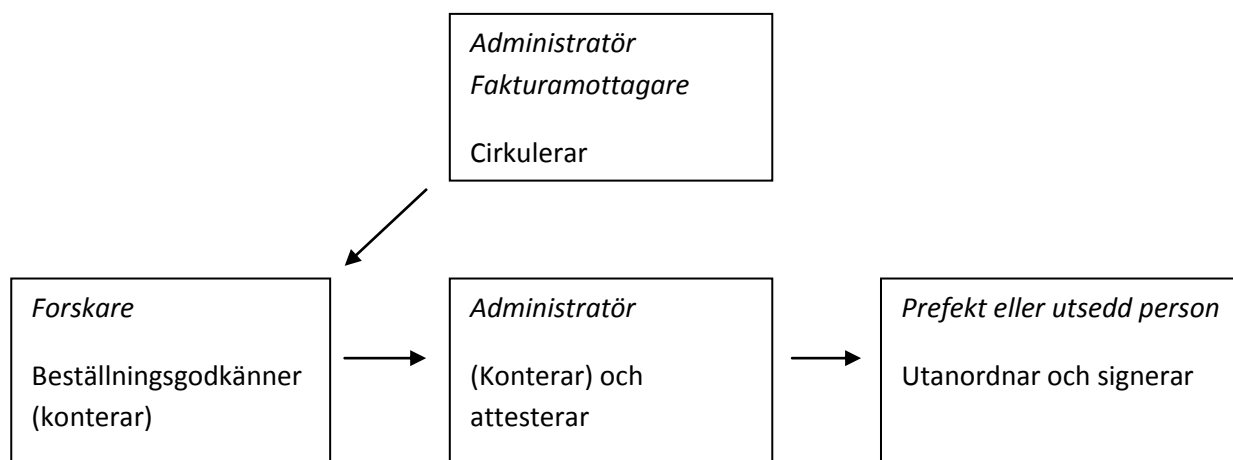 Administratör
Fakturamottagare
Cirkulerar
Forskare
Beställningsgodkänner
(konterar)
Administratör
(Konterar) och
attesterar
Prefekt eller utsedd person
Utanordnar och signerar